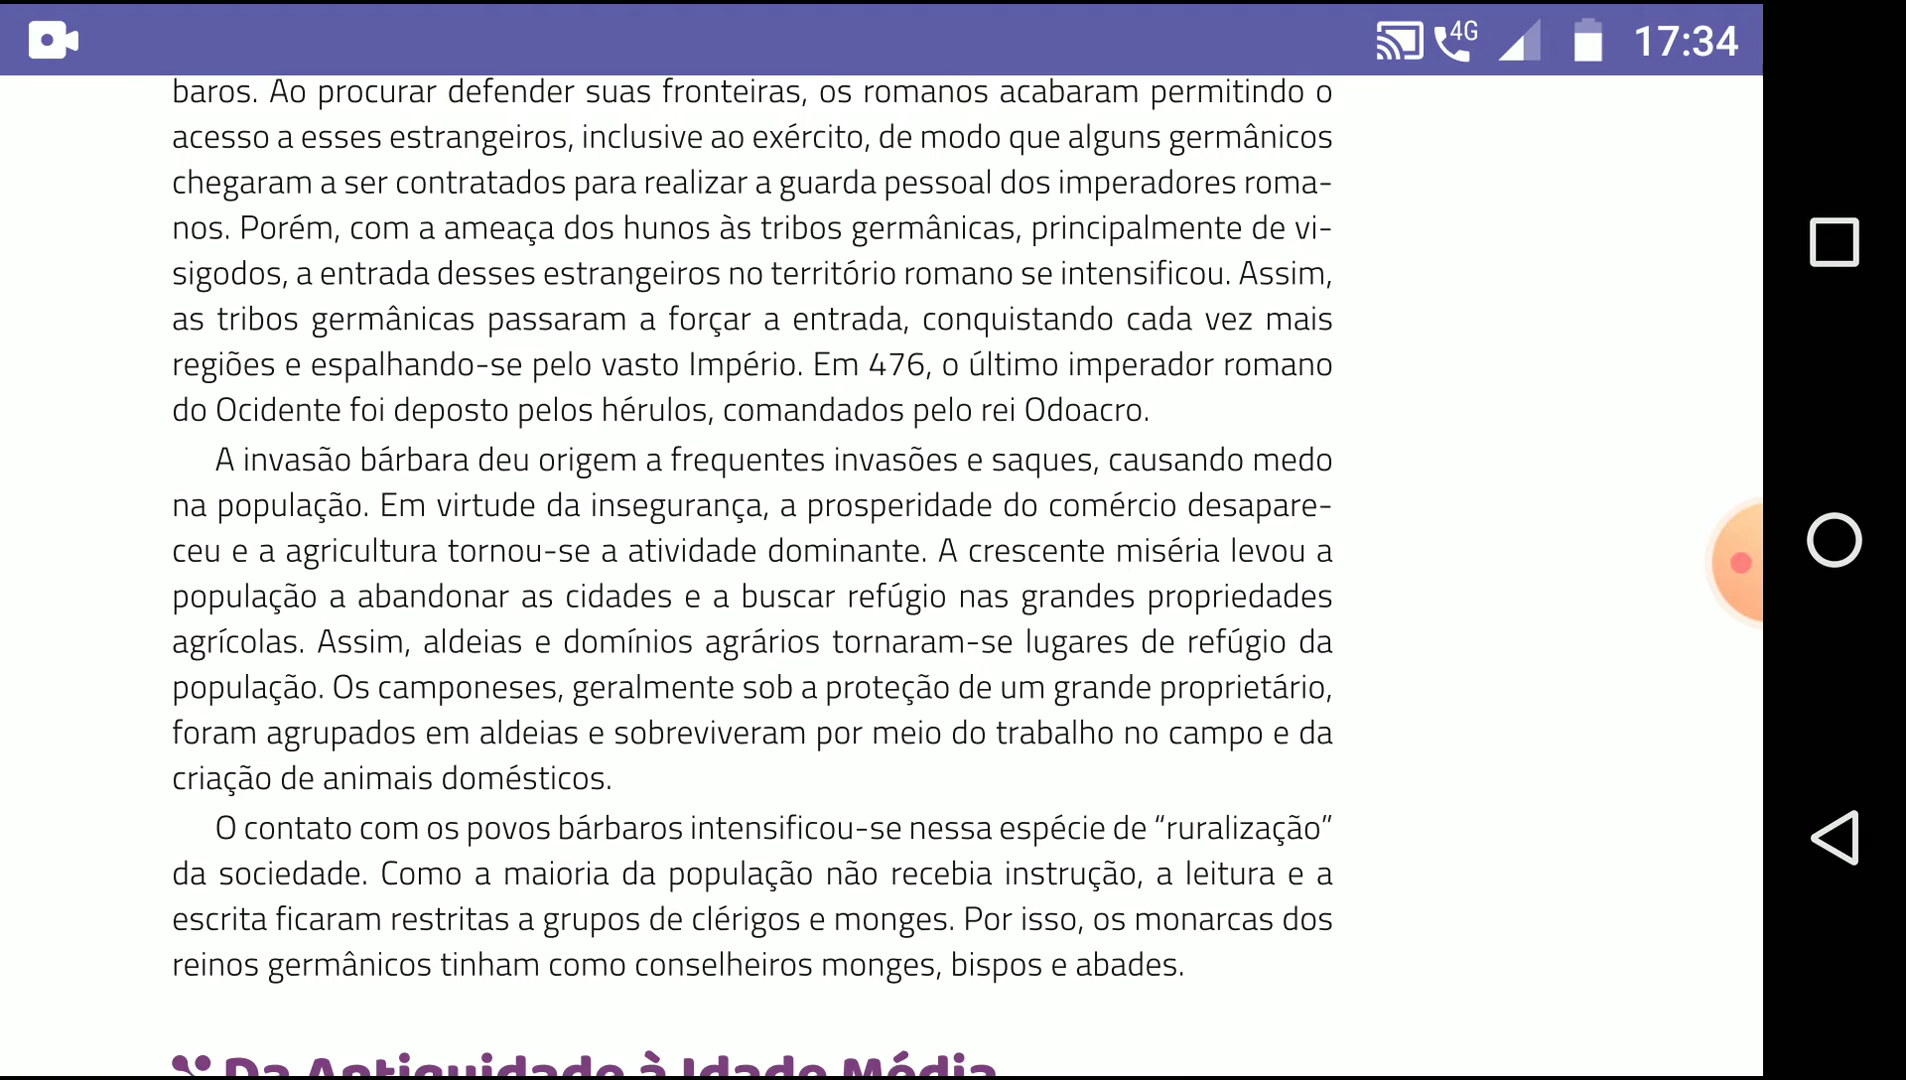 4G 17:34
baros. Ao procurar defender suas fronteiras, os romanos acabaram permitindo o
acesso a esses estrangeiros, inclusive ao exército, de modo que alguns germânicos
chegaram a ser contratados para realizar a guarda pessoal dos imperadores roma-
nos. Porém, com a ameaça dos hunos às tribos germânicas, principalmente de vi-
sigodos, a entrada desses estrangeiros no território romano se intensificou. Assim,
as tribos germânicas passaram a forçar a entrada, conquistando cada vez mais
regiões e espalhando-se pelo vasto Império. Em 476, o último imperador romano
do Ocidente foi deposto pelos hérulos, comandados pelo rei Odoacro.
A invasão bárbara deu origem a frequentes invasões e saques, causando medo
na população. Em virtude da insegurança, a prosperidade do comércio desapare-
ceu e a agricultura tornou-se a atividade dominante. A crescente miséria levou a
população a abandonar as cidades e a buscar refúgio nas grandes propriedades
agrícolas. Assim, aldeias e domínios agrários tornaram-se lugares de refúgio da
população. Os camponeses, geralmente sob a proteção de um grande proprietário,
foram agrupados em aldeias e sobreviveram por meio do trabalho no campo e da
criação de animais domésticos.
O contato com os povos bárbaros intensificou-se nessa espécie de “ruralização”
da sociedade. Como a maioria da população não recebia instrução, a leitura e a
escrita ficaram restritas a grupos de clérigos e monges. Por isso, os monarcas dos
reinos germânicos tinham como conselheiros monges, bispos e abades.
Da Antiguidade à Idade Média